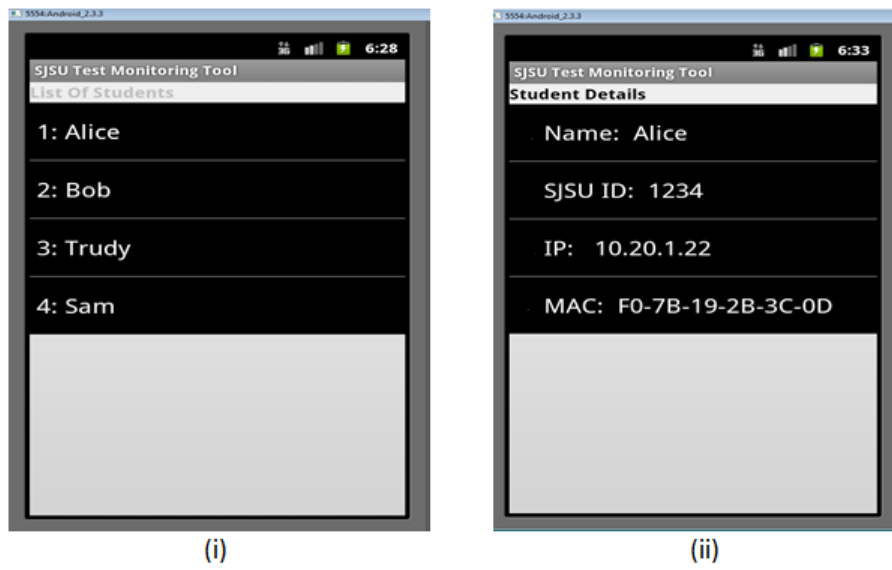 5554:Android_2.3.3
3G 6:28
SJSU Test Monitoring Tool
List Of Students
1: Alice
2: Bob
3: Trudy
4: Sam
(i)
5554:Android_2.3.3
3G 6:33
SJSU Test Monitoring Tool
Student Details
Name: Alice
SJSU ID: 1234
IP: 10.20.1.22
MAC: F0-7B-19-2B-3C-0D
(ii)